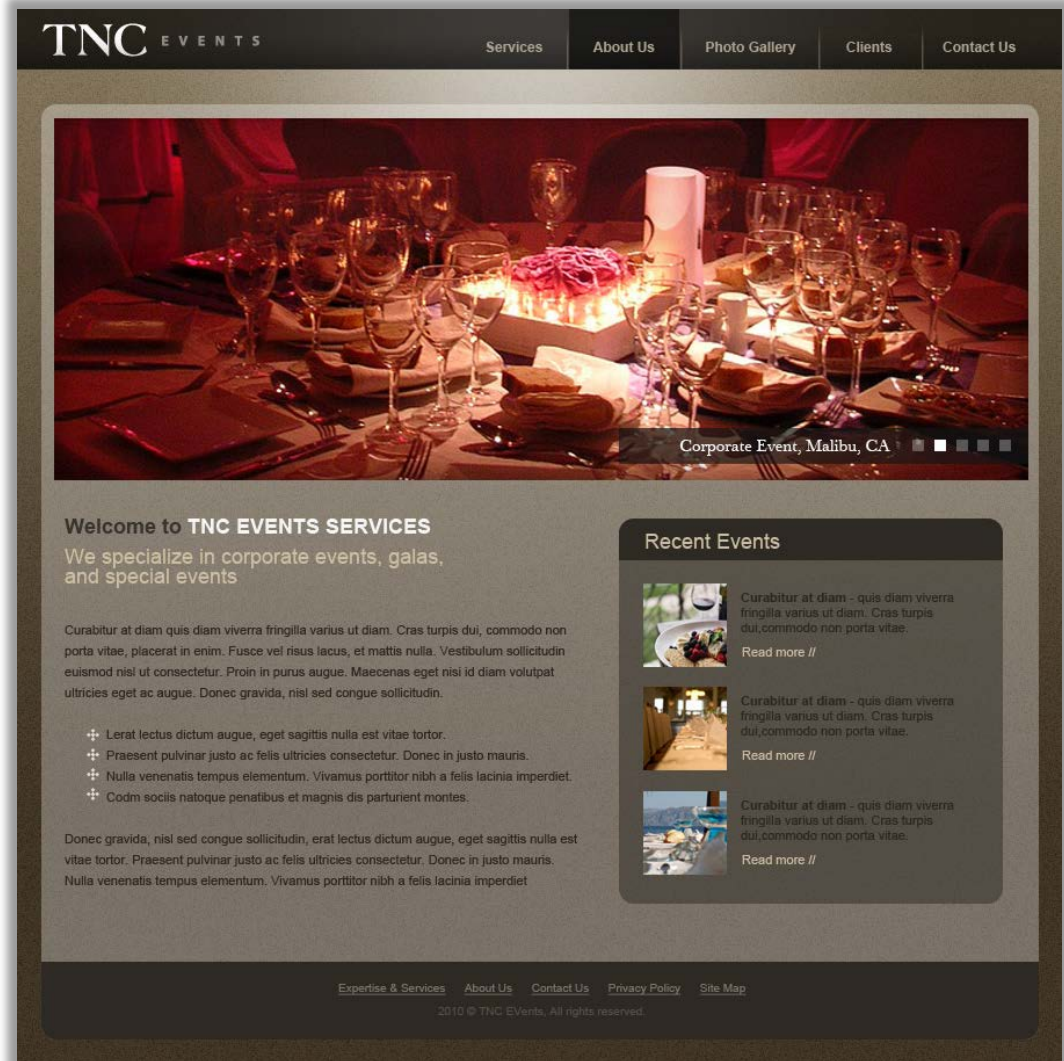 TNC EVENTS
Services
About Us
Photo Gallery
Clients
Contact Us
Corporate Event, Malibu, CA
Welcome to TNC EVENTS SERVICES
We specialize in corporate events, galas,
and special events
Curabitur at diam quis diam viverra fringilla varius ut diam. Cras turpis dui, commodo non
porta vitae, placerat in enim. Fusce vel risus lacus, et mattis nulla. Vestibulum sollicitudin
euismod nisl ut consectetur. Proin in purus augue. Maecenas eget nisi id diam volutpat
ultricies eget ac augue. Donec gravida, nisl sed congue sollicitudin.
Lerat lectus dictum augue, eget sagittis nulla est vitae tortor.
Praesent pulvinar justo ac felis ultricies consectetur. Donec in justo mauris.
Nulla venenatis tempus elementum. Vivamus porttitor nibh a felis lacinia imperdiet.
Codm sociis natoque penatibus et magnis dis parturient montes.
Donec gravida, nisl sed congue sollicitudin, erat lectus dictum augue, eget sagittis nulla est
vitae tortor. Praesent pulvinar justo ac felis ultricies consectetur. Donec in justo mauris.
Nulla venenatis tempus elementum. Vivamus porttitor nibh a felis lacinia imperdiet
Recent Events
Curabitur at diam - quis diam viverra
fringilla varius ut diam. Cras turpis
dui,commodo non porta vitae.
Read more //
Curabitur at diam - quis diam viverra
fringilla varius ut diam. Cras turpis
dui,commodo non porta vitae.
Read more //
Curabitur at diam - quis diam viverra
fringilla varius ut diam. Cras turpis
dui,commodo non porta vitae.
Read more //
Expertise & Services
About Us
Contact Us
Privacy Policy
Site Map
2010 © TNC EVents, All rights reserved.